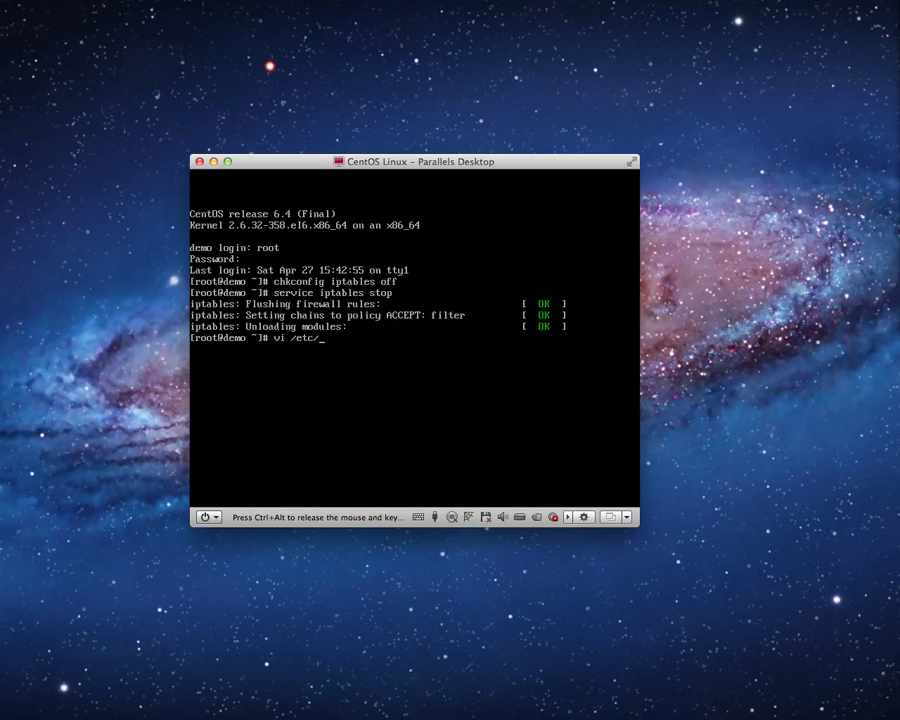 CentOS Linux - Parallels Desktop
CentOS release 6.4 (Final)
Kernel 2.6.32-358.el6.x86_64 on an x86_64
demo login: root
Password:
Last login: Sat Apr 27 15:42:55 on tty1
[root@demo ~]# chkconfig iptables off
[root@demo ~]# service iptables stop
iptables: Flushing firewall rules: [ OK ]
iptables: Setting chains to policy ACCEPT: filter [ OK ]
iptables: Unloading modules: [ OK ]
[root@demo ~]# vi /etc/_
Press Ctrl+Alt to release the mouse and key...